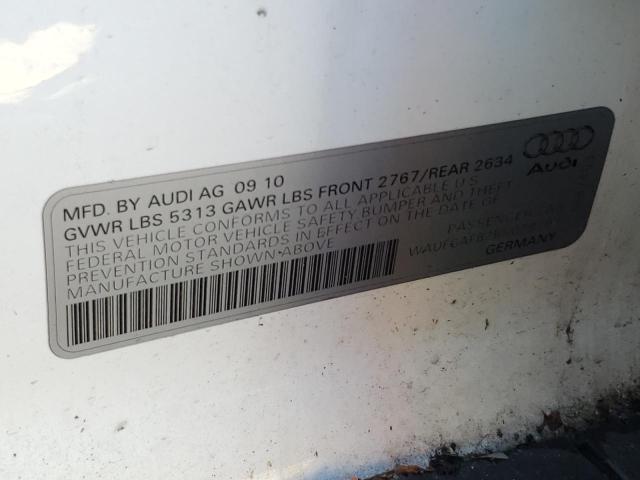 MFD. BY AUDI AG 09 10
GVWR LBS 5313 GAWR LBS FRONT 2767/REAR 2634
THIS VEHICLE CONFORMS TO ALL APPLICABLE U.S.
FEDERAL MOTOR VEHICLE SAFETY BUMPER AND THEFT
PREVENTION STANDARDS IN EFFECT ON DATE OF
MANUFACTURE SHOWN ABOVE
Audi
PASSENGER
GERMANY